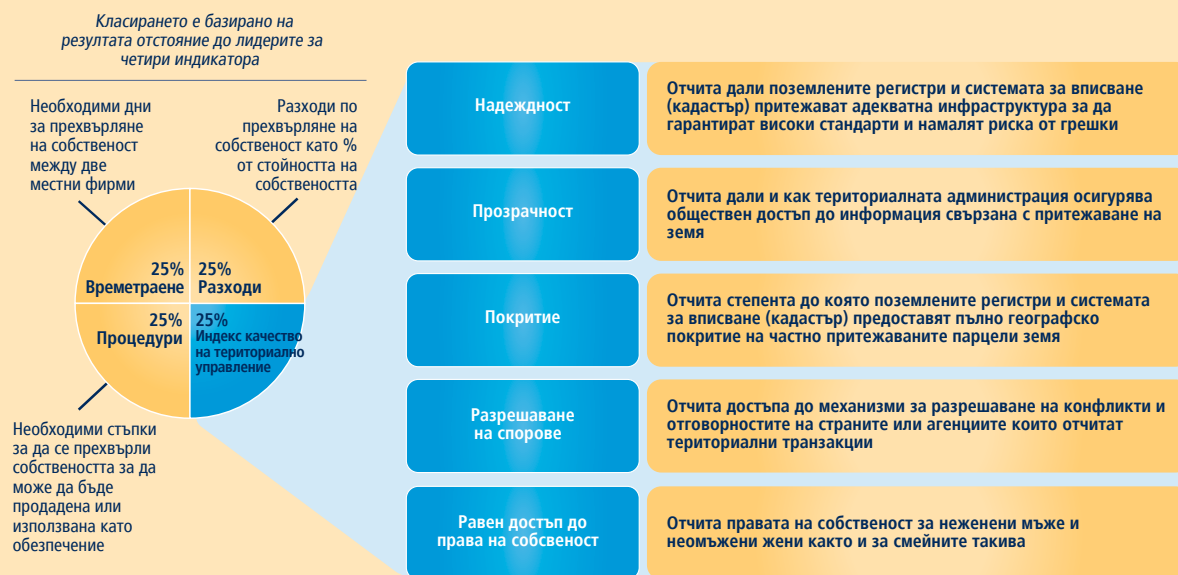 Класирането е базирано на
резултата отстояние до лидерите за
четири индикатора
Необходими дни
за прехвърляне
на собственост
между две
местни фирми
Разходи по
прехвърляне на
собственост като %
от стойността на
собствеността
25%
Времетраене
25%
Разходи
25%
Процедури
25%
Индекс качество
на територialно
управление
Необходими стъпки
за да се прехвърли
собствеността за да
може да бъде
продадена или
използвана като
обезпечение
Надеждност
Отчита дали поземлените регистри и системата за вписване
(кадастър) притежават адекватна инфраструктура за да
гарантират високи стандарти и намалят риска от грешки
Прозрачност
Отчита дали и как териториалната администрация осигурява
обществен достъп до информация свързана с притежаване на
земя
Покритие
Отчита степента до която поземлените регистри и системата
за вписване (кадастър) предоставят пълно географско
покритие на частно притежаваните парцели земя
Разрешаване
на спорове
Отчита достъпа до механизми за разрешаване на конфликти и
отговорностите на страните или агенциите които отчитат
териториални транзакции
Равен достъп до
права на собсвеност
Отчита правата на собственост за неженени мъже и
неомъжени жени както и за смейните такива